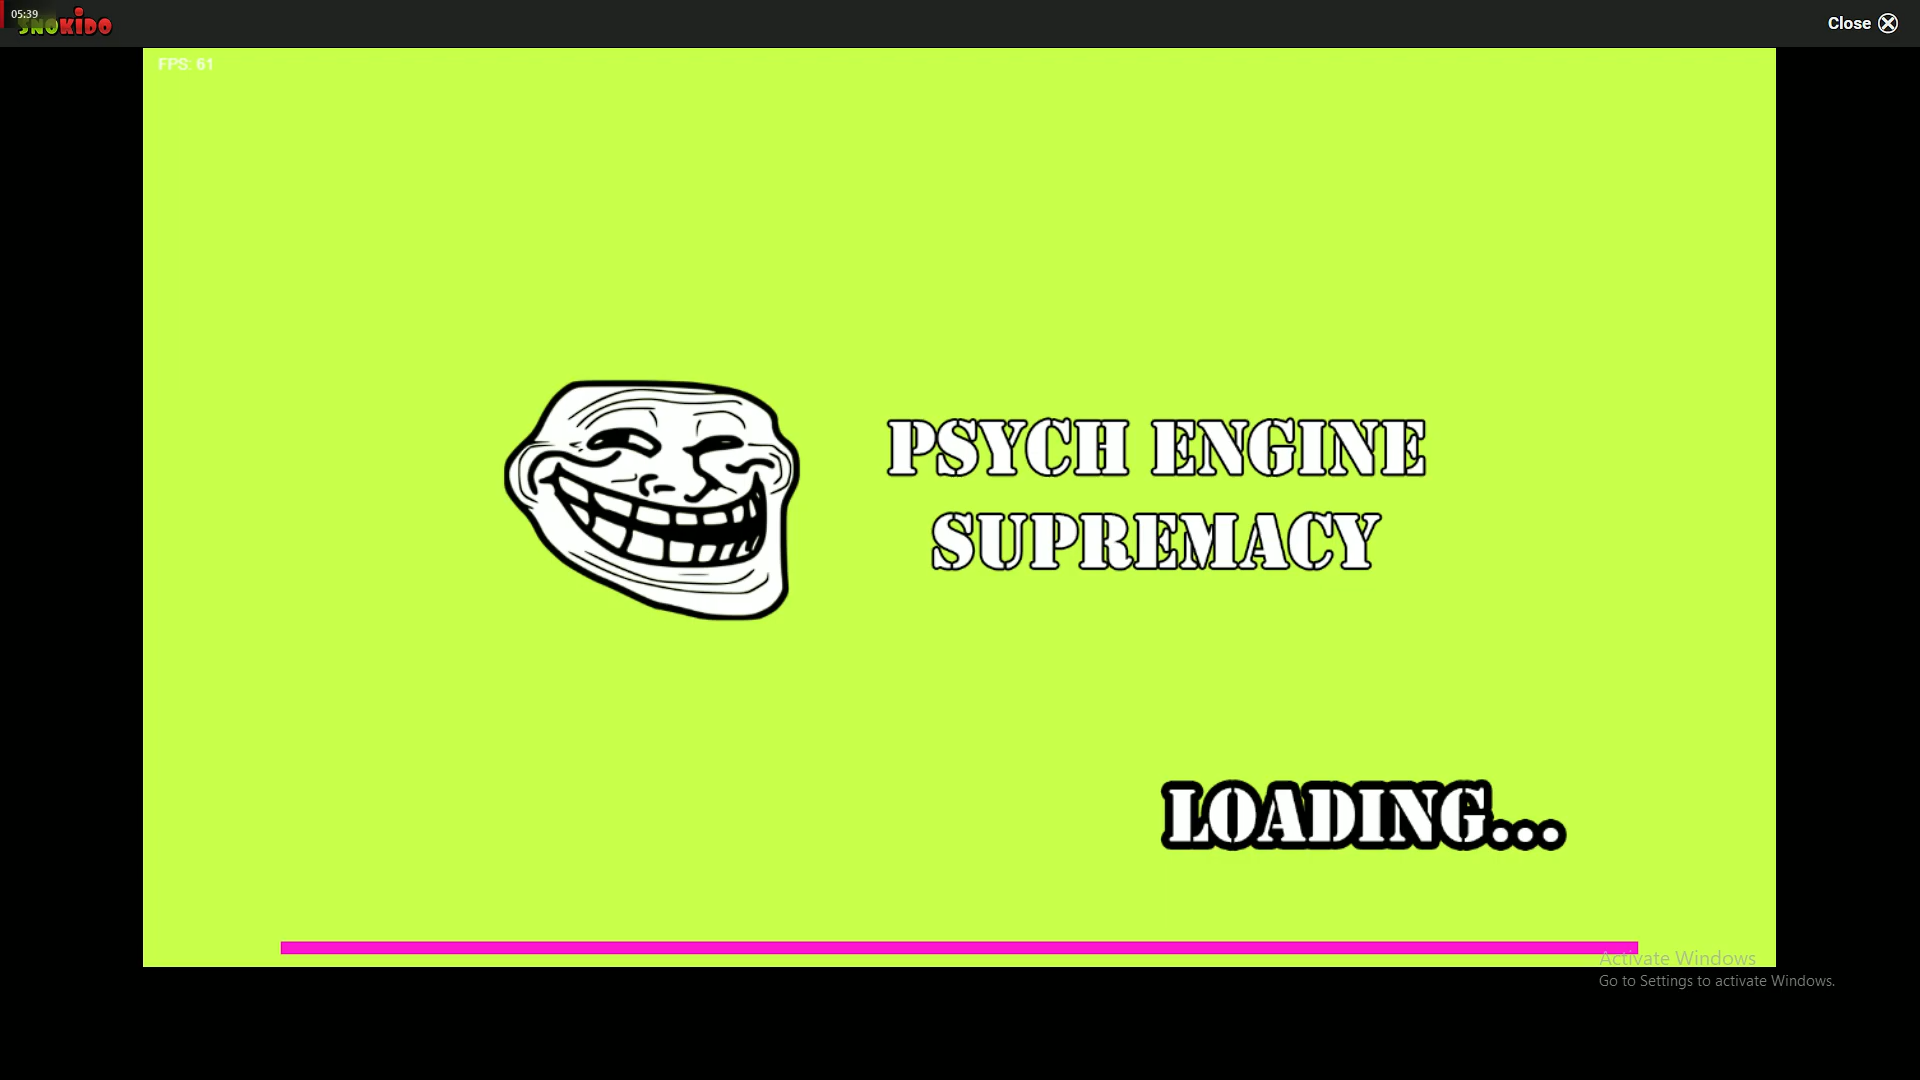 05:39
SNOKIDO
Close
FPS: 61
PSYCH ENGINE
SUPREMACY
LOADING...
Activate Windows
Go to Settings to activate Windows.